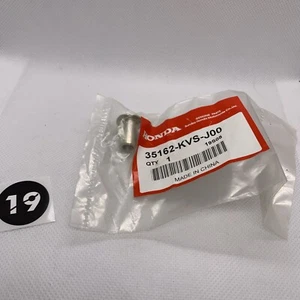 HONDA
35162-KVS-J00
QTY 1
MADE IN CHINA
19